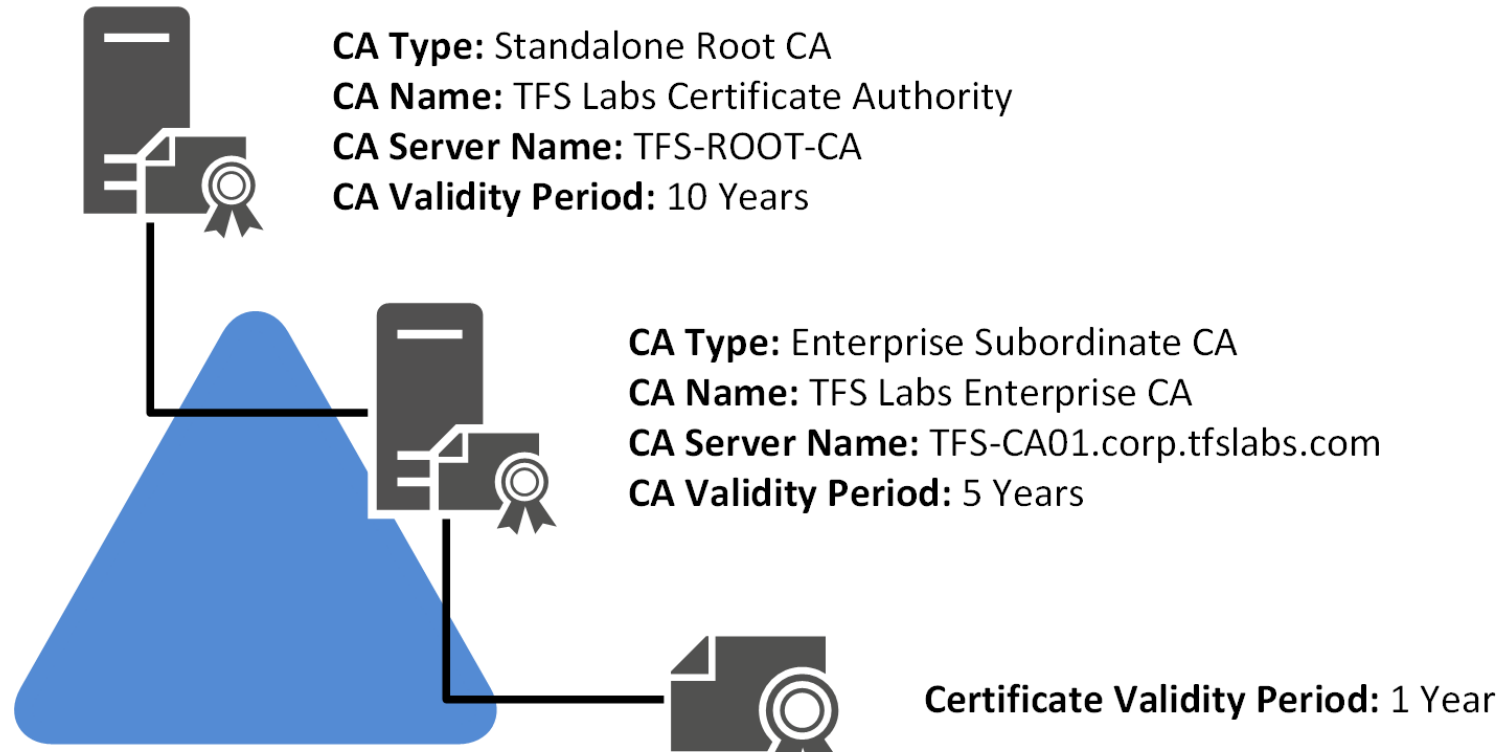 CA Type: Standalone Root CA
CA Name: TFS Labs Certificate Authority
CA Server Name: TFS-ROOT-CA
CA Validity Period: 10 Years
CA Type: Enterprise Subordinate CA
CA Name: TFS Labs Enterprise CA
CA Server Name: TFS-CA01.corp.tfslabs.com
CA Validity Period: 5 Years
Certificate Validity Period: 1 Year